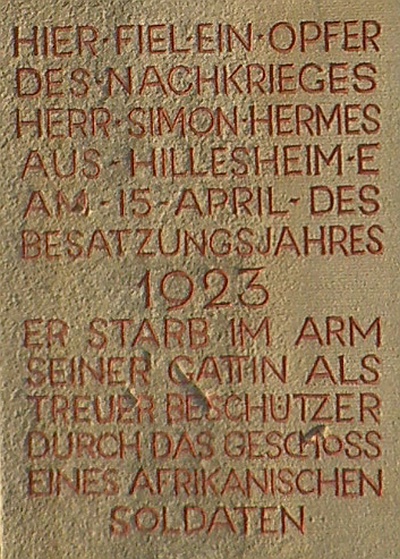 HIER·FIEL·EIN·OPFER
DES·NACHKRIEGES
HERR·SIMON·HERMES
AUS-HILLESHEIM·E
AM-15-APRIL-DES
BESATZUNGSJAHRES
1923
ER STARB IM ARM
SEINER GATTIN ALS
TREUER BESCHÜTZER
DURCH DAS GESCHOSS
EINES AFRIKANISCHEN
SOLDATEN·